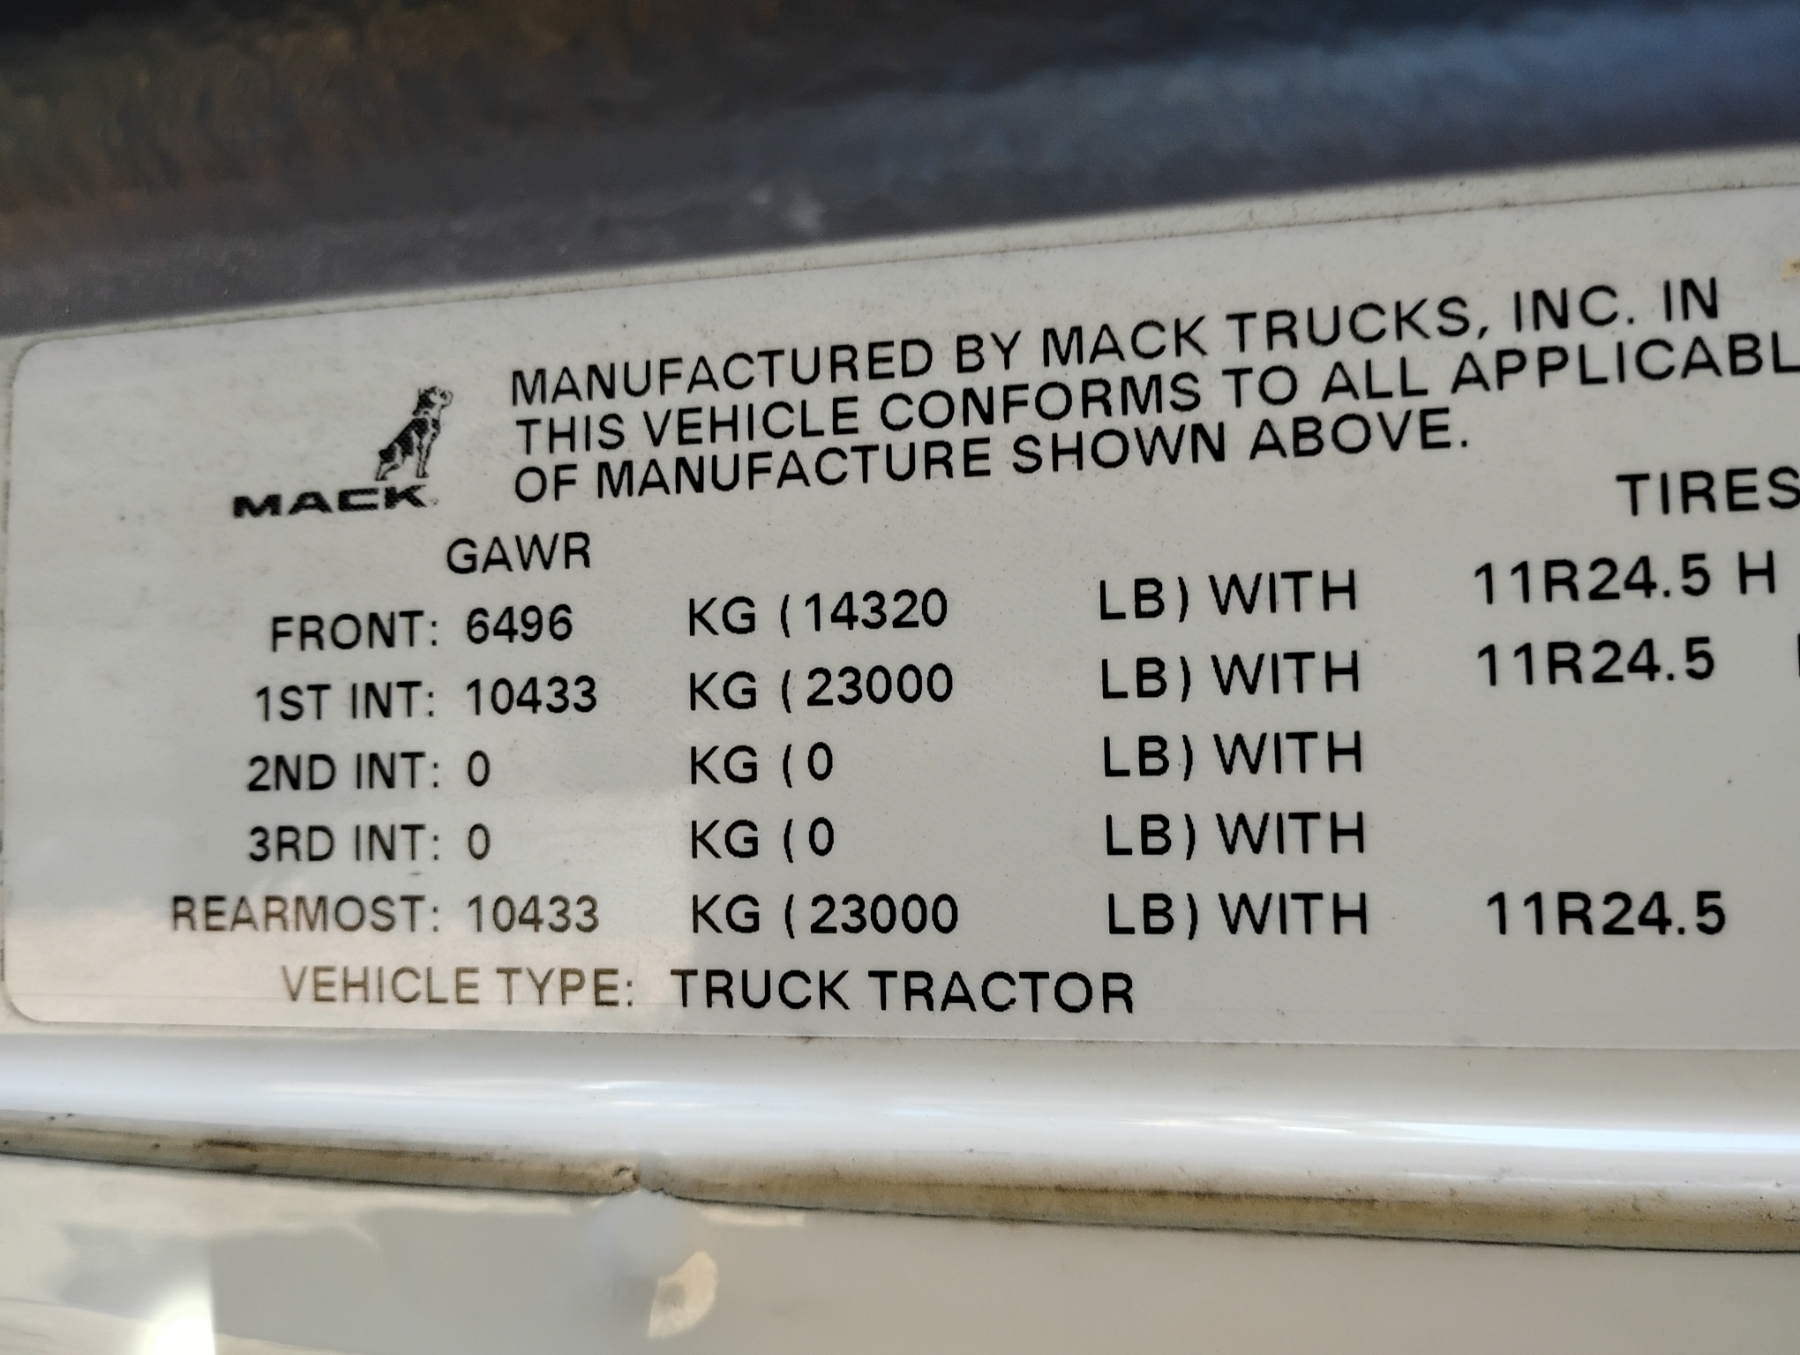 MANUFACTURED BY MACK TRUCKS, INC. IN
THIS VEHICLE CONFORMS TO ALL APPLICABL
OF MANUFACTURE SHOWN ABOVE.
MACK
GAWR TIRES
FRONT: 6496 KG (14320 LB) WITH 11R24.5 H
1ST INT: 10433 KG (23000 LB) WITH 11R24.5
2ND INT: 0 KG (0 LB) WITH
3RD INT: 0 KG (0 LB) WITH
REARMOST: 10433 KG (23000 LB) WITH 11R24.5
VEHICLE TYPE: TRUCK TRACTOR